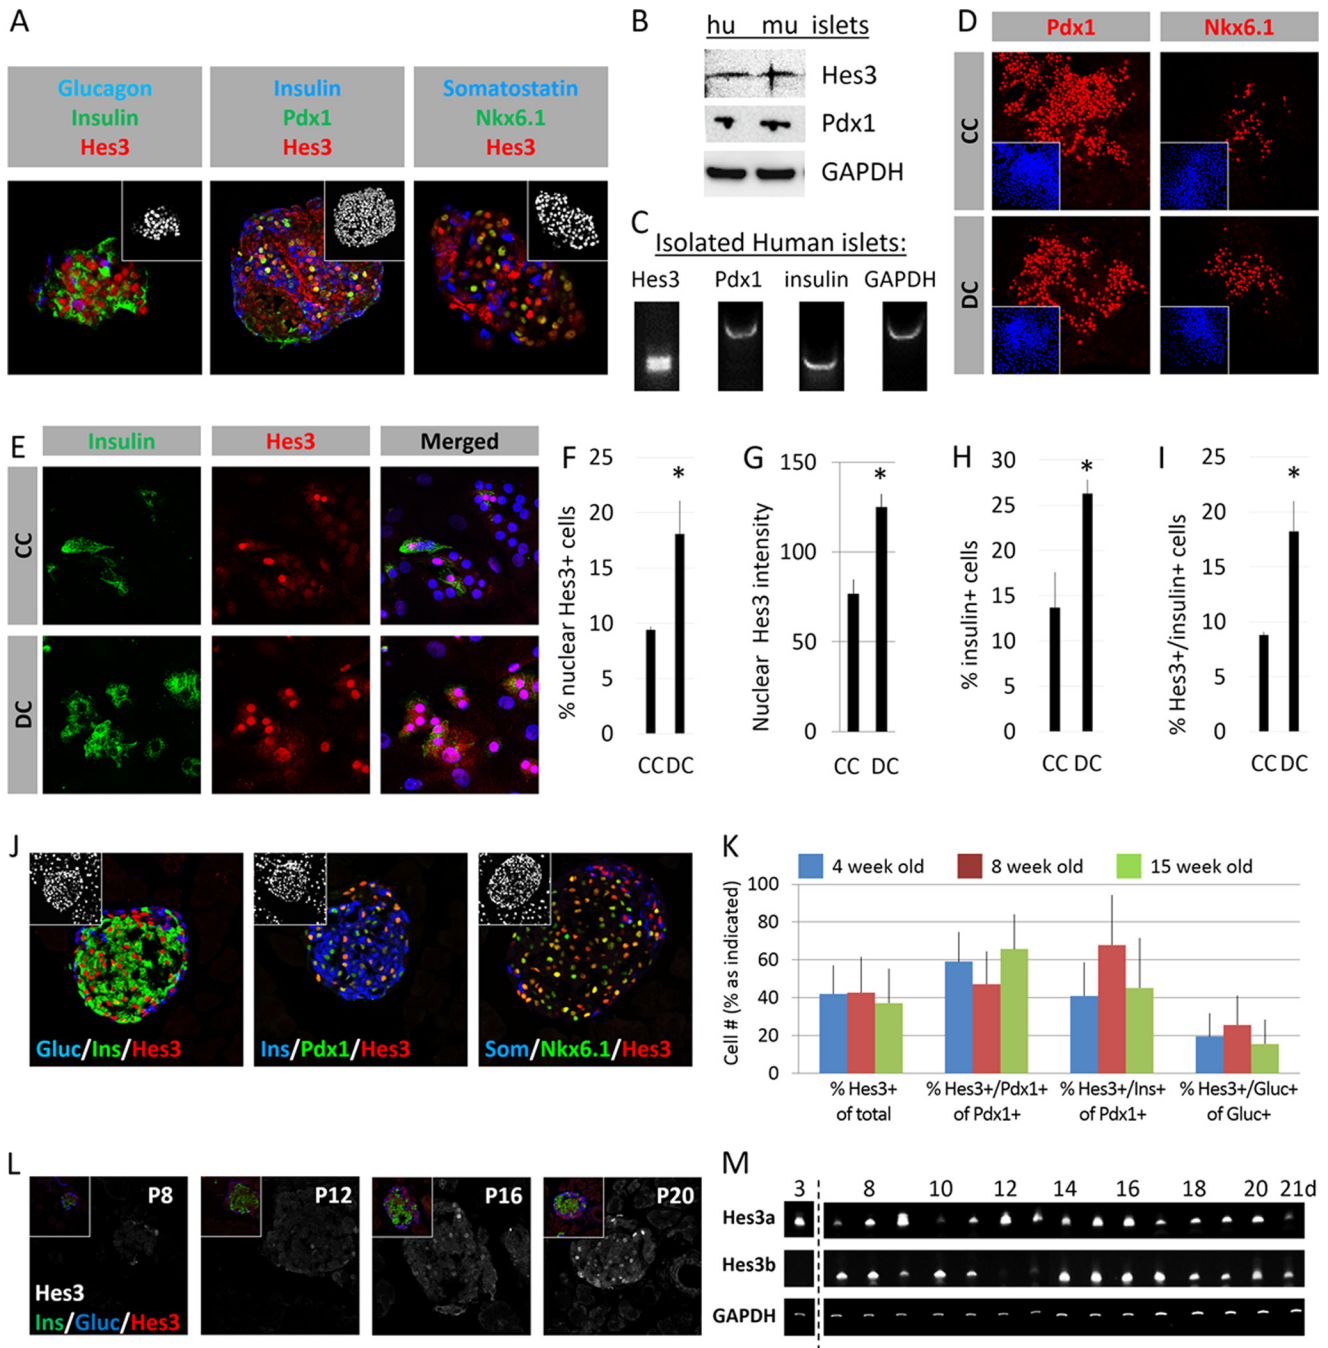 A
Glucagon
Insulin
Hes3
Insulin
Pdx1
Hes3
Somatostatin
Nkx6.1
Hes3
B
hu mu islets
Hes3
Pdx1
GAPDH
C
Isolated Human islets:
Hes3 Pdx1 insulin GAPDH
D
Pdx1 Nkx6.1
CC
DC
E
Insulin Hes3 Merged
CC
DC
F
% nuclear Hes3+ cells
25
20
15
10
5
0
*
CC DC
G
Nuclear Hes3 intensity
150
100
50
0
*
CC DC
H
% insulin+ cells
30
25
20
15
10
5
0
*
CC DC
I
% Hes3+/insulin+ cells
25
20
15
10
5
0
*
CC DC
J
Gluc/Ins/Hes3
Ins/Pdx1/Hes3
Som/Nkx6.1/Hes3
K
4 week old 8 week old 15 week old
Cell # (% as indicated)
100
80
60
40
20
0
% Hes3+
of total
% Hes3+/Pdx1+
of Pdx1+
% Hes3+/Ins+
of Pdx1+
% Hes3+/Gluc+
of Gluc+
L
P8
P12
P16
P20
Hes3
Ins/Gluc/Hes3
M
3 8 10 12 14 16 18 20 21d
Hes3a
Hes3b
GAPDH